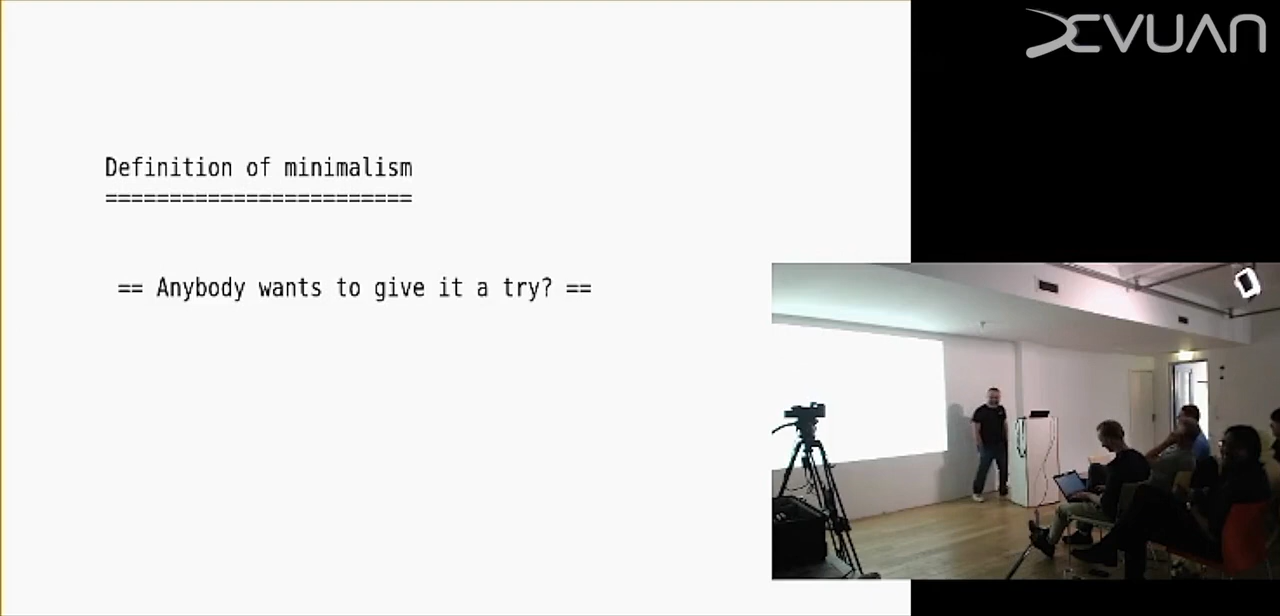 DEVUAN
Definition of minimalism
========================
== Anybody wants to give it a try? ==